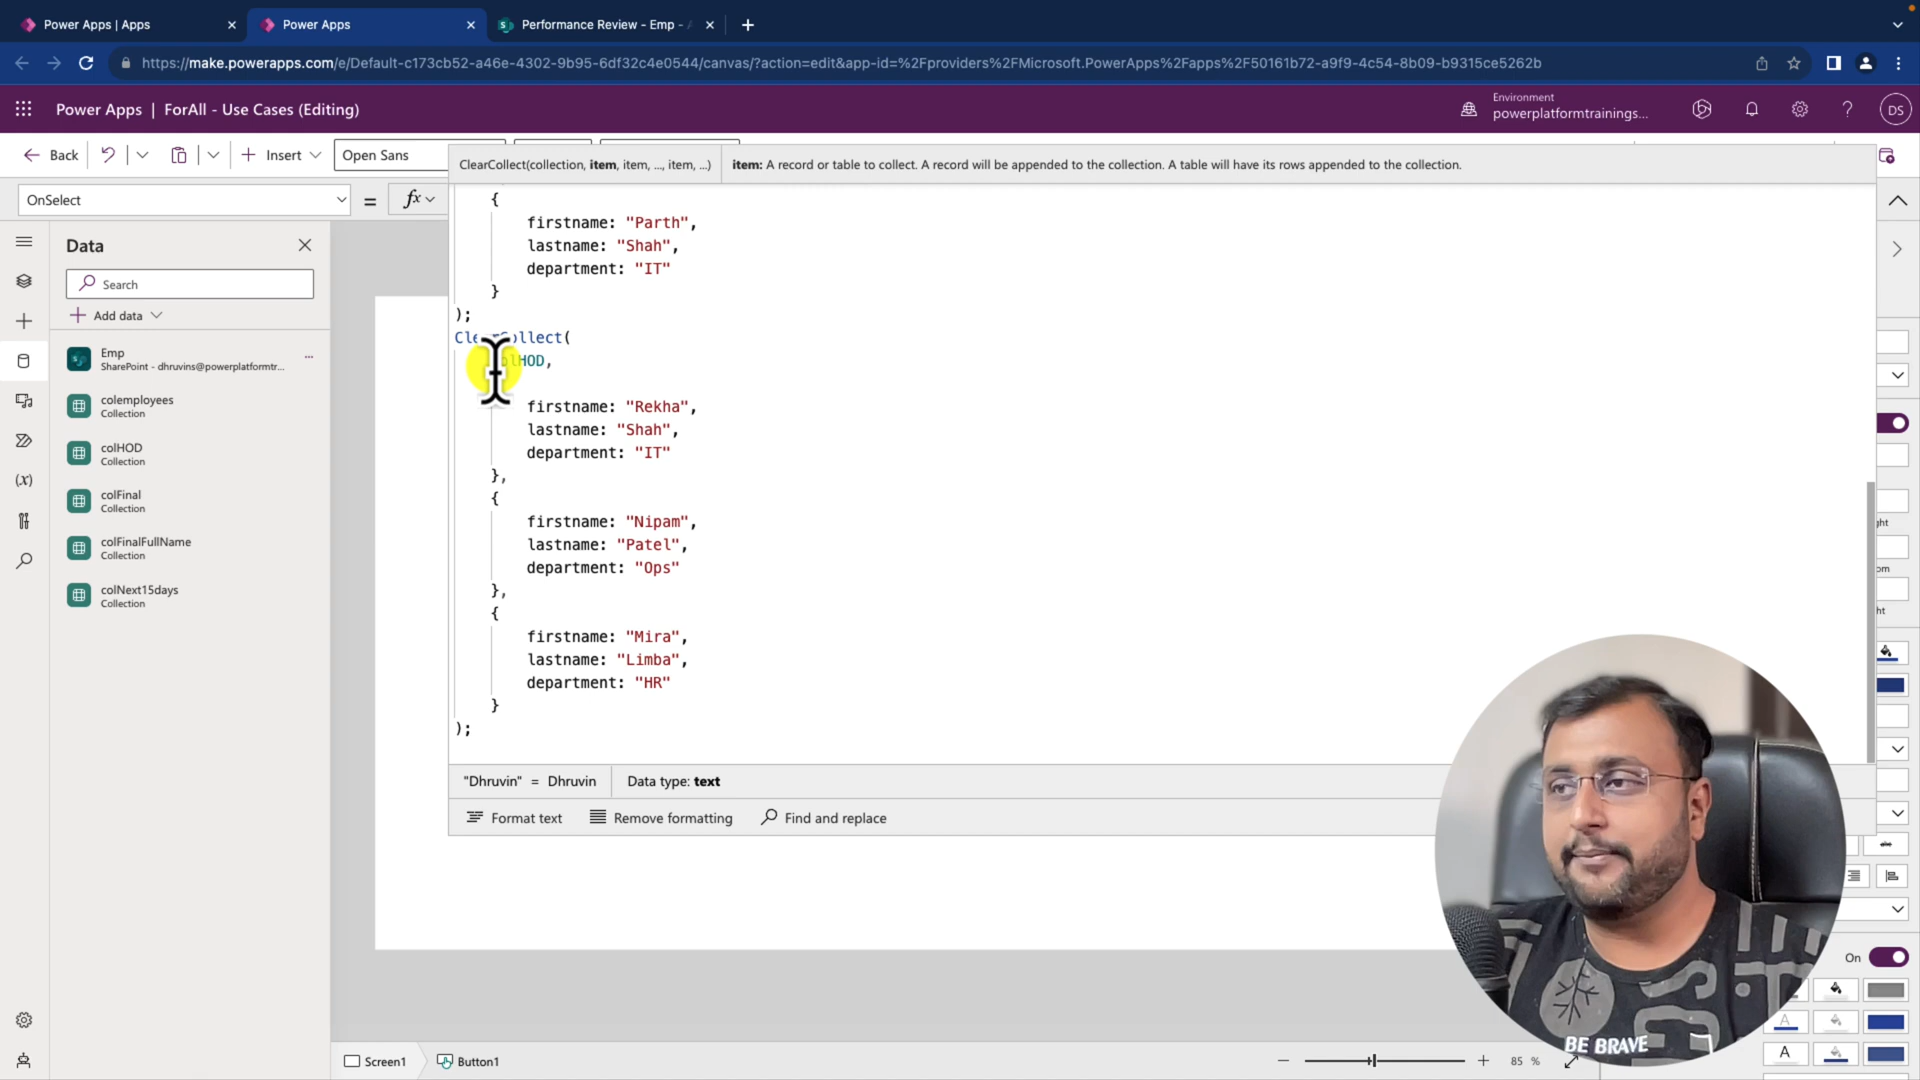 Power Apps | Apps
Power Apps
Performance Review - Emp -
https://make.powerapps.com/e/Default-c173cb52-a46e-4302-9b95-6df32c4e0544/canvas/?action=edit&app-id=%2Fproviders%2FMicrosoft.PowerApps%2Fapps%2F50161b72-a9f9-4c54-8b09-b9315ce5262b
Power Apps | ForAll - Use Cases (Editing)
Environment
powerplatformtrainings...
DS
Back
Insert
Open Sans
ClearCollect(collection, item, item, ..., item, ...)
item: A record or table to collect. A record will be appended to the collection. A table will have its rows appended to the collection.
OnSelect
=
fx
Data
Search
Add data
Emp
SharePoint - dhruvins@powerplatformtr...
colemployees
Collection
colHOD
Collection
colFinal
Collection
colFinalFullName
Collection
colNext15days
Collection
{
firstname: "Parth",
lastname: "Shah",
department: "IT"
}
);
ClearCollect(
colHOD,
firstname: "Rekha",
lastname: "Shah",
department: "IT"
},
{
firstname: "Nipam",
lastname: "Patel",
department: "Ops"
},
{
firstname: "Mira",
lastname: "Limba",
department: "HR"
}
);
"Dhruvin" = Dhruvin
Data type: text
Format text
Remove formatting
Find and replace
On
BE BRAVE
Screen1
Button1
85 %